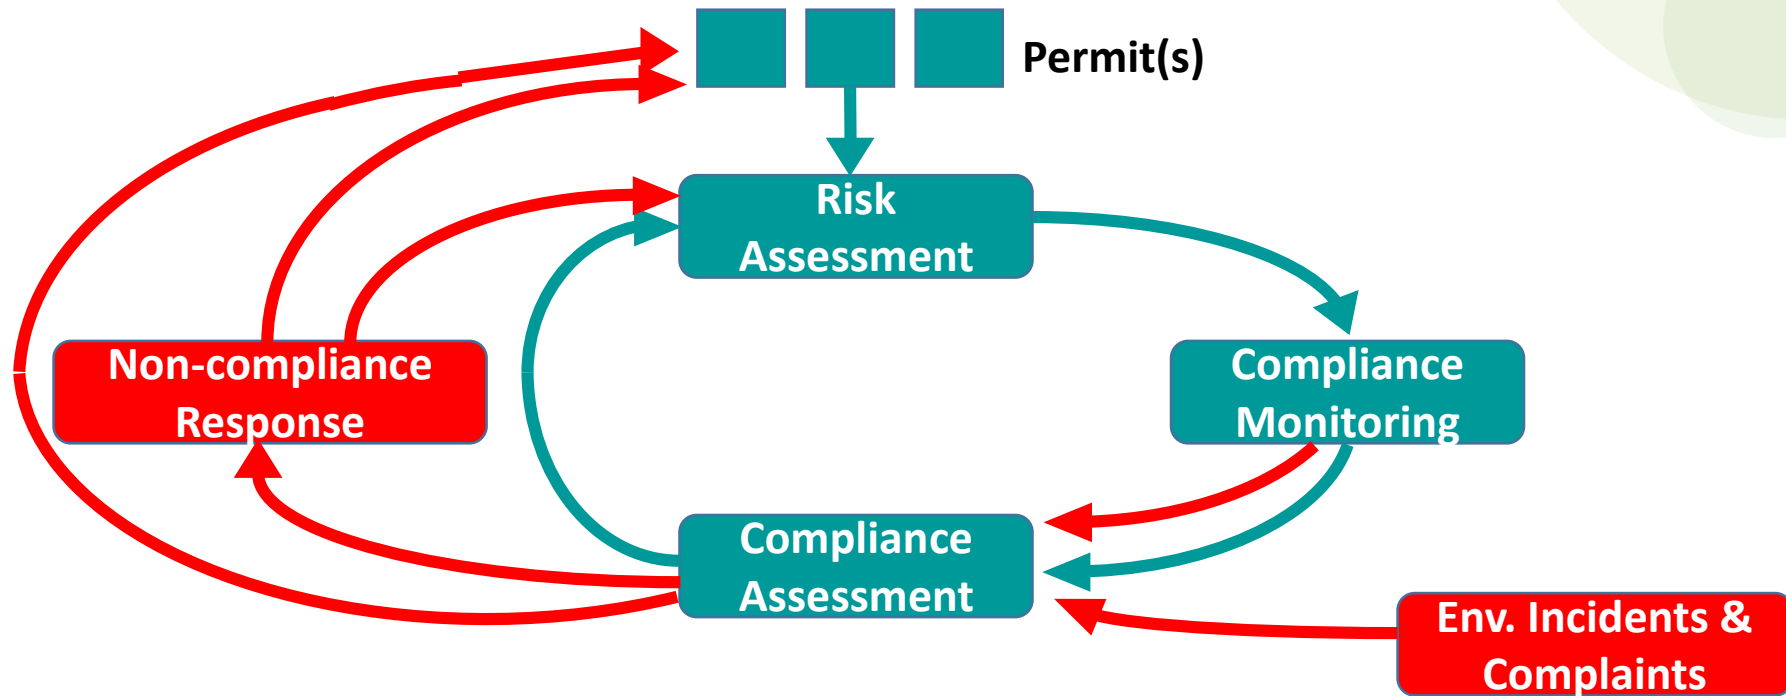 Permit(s)
Risk
Assessment
Non-compliance
Response
Compliance
Monitoring
Compliance
Assessment
Env. Incidents &
Complaints